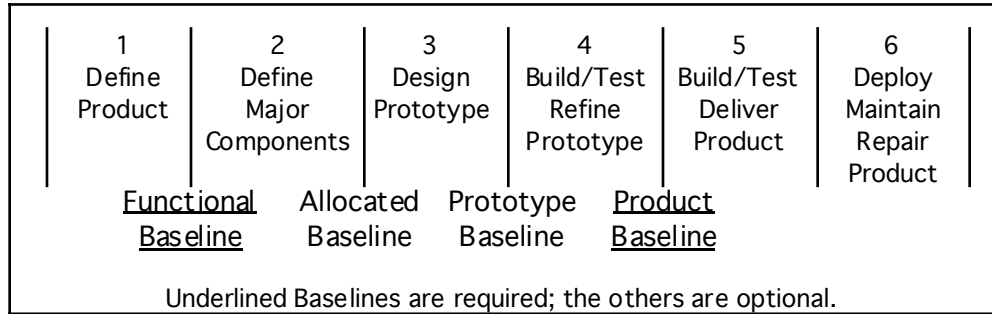 1
Define
Product
2
Define
Major
Components
3
Design
Prototype
4
Build/Test
Refine
Prototype
5
Build/Test
Deliver
Product
6
Deploy
Maintain
Repair
Product
Functional
Baseline
Allocated
Baseline
Prototype
Baseline
Product
Baseline
Underlined Baselines are required; the others are optional.